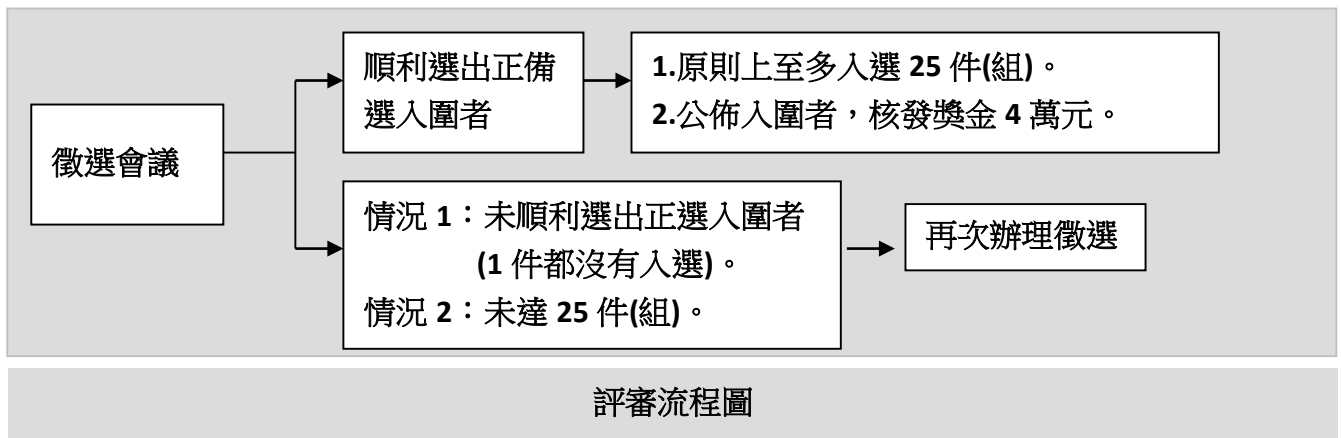 徵選會議
順利選出正備
選入圍者
1.原則上至多入選 25 件(組)。
2.公佈入圍者，核發獎金 4 萬元。
情況 1：未順利選出正選入圍者
(1 件都沒有入選)。
情況 2：未達 25 件(組)。
再次辦理徵選
評審流程圖